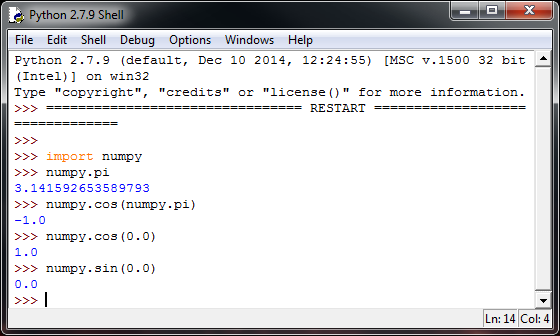 Python 2.7.9 Shell
File Edit Shell Debug Options Windows Help
Python 2.7.9 (default, Dec 10 2014, 12:24:55) [MSC v.1500 32 bit
(Intel)] on win32
Type "copyright", "credits" or "license()" for more information.
>>> ================================ RESTART ===================
=============
>>>
>>> import numpy
>>> numpy.pi
3.141592653589793
>>> numpy.cos(numpy.pi)
-1.0
>>> numpy.cos(0.0)
1.0
>>> numpy.sin(0.0)
0.0
>>>
Ln: 14 Col: 4